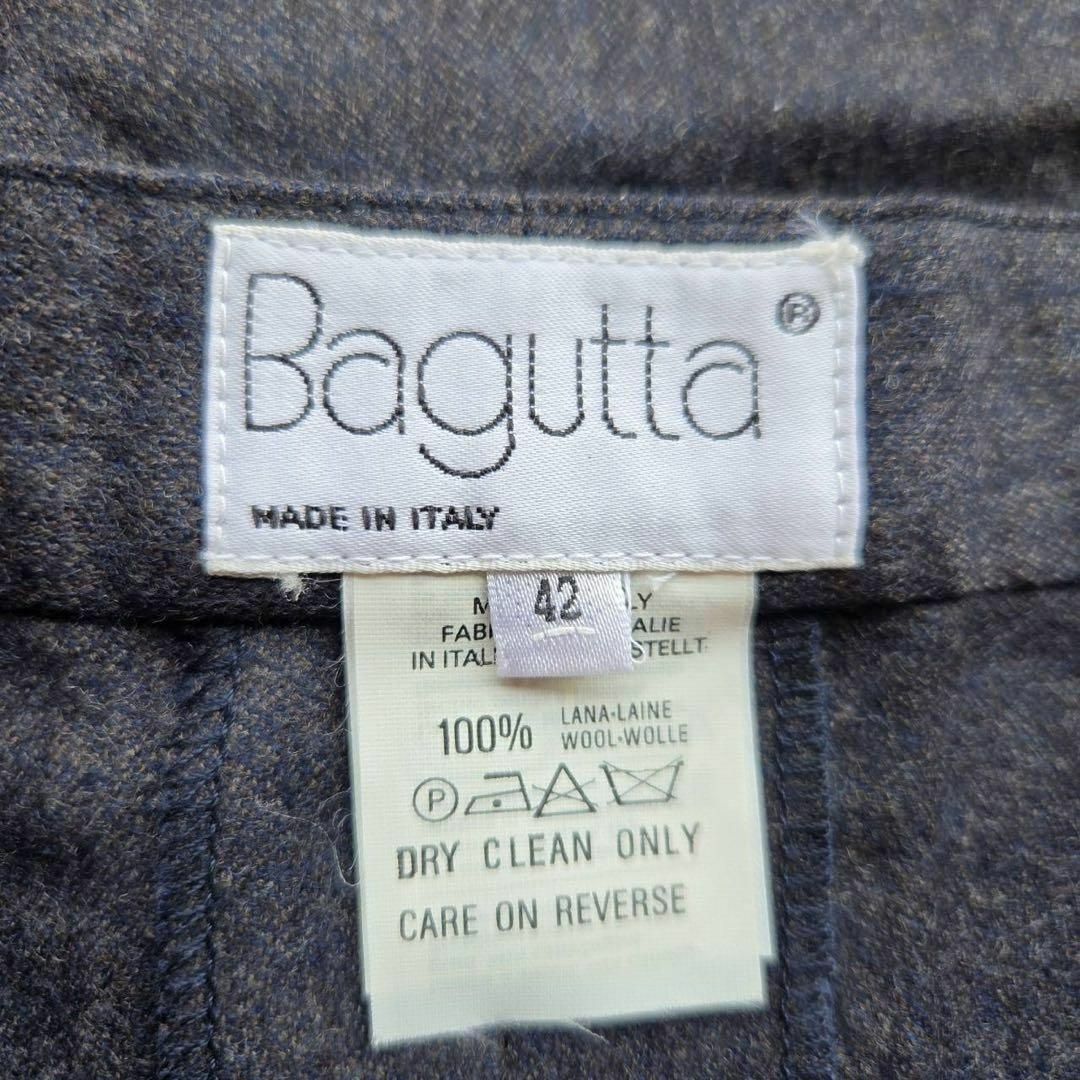 Bagutta®
MADE IN ITALY
42
100% LANA-LAINE
WOOL-WOLLE
P
DRY CLEAN ONLY
CARE ON REVERSE